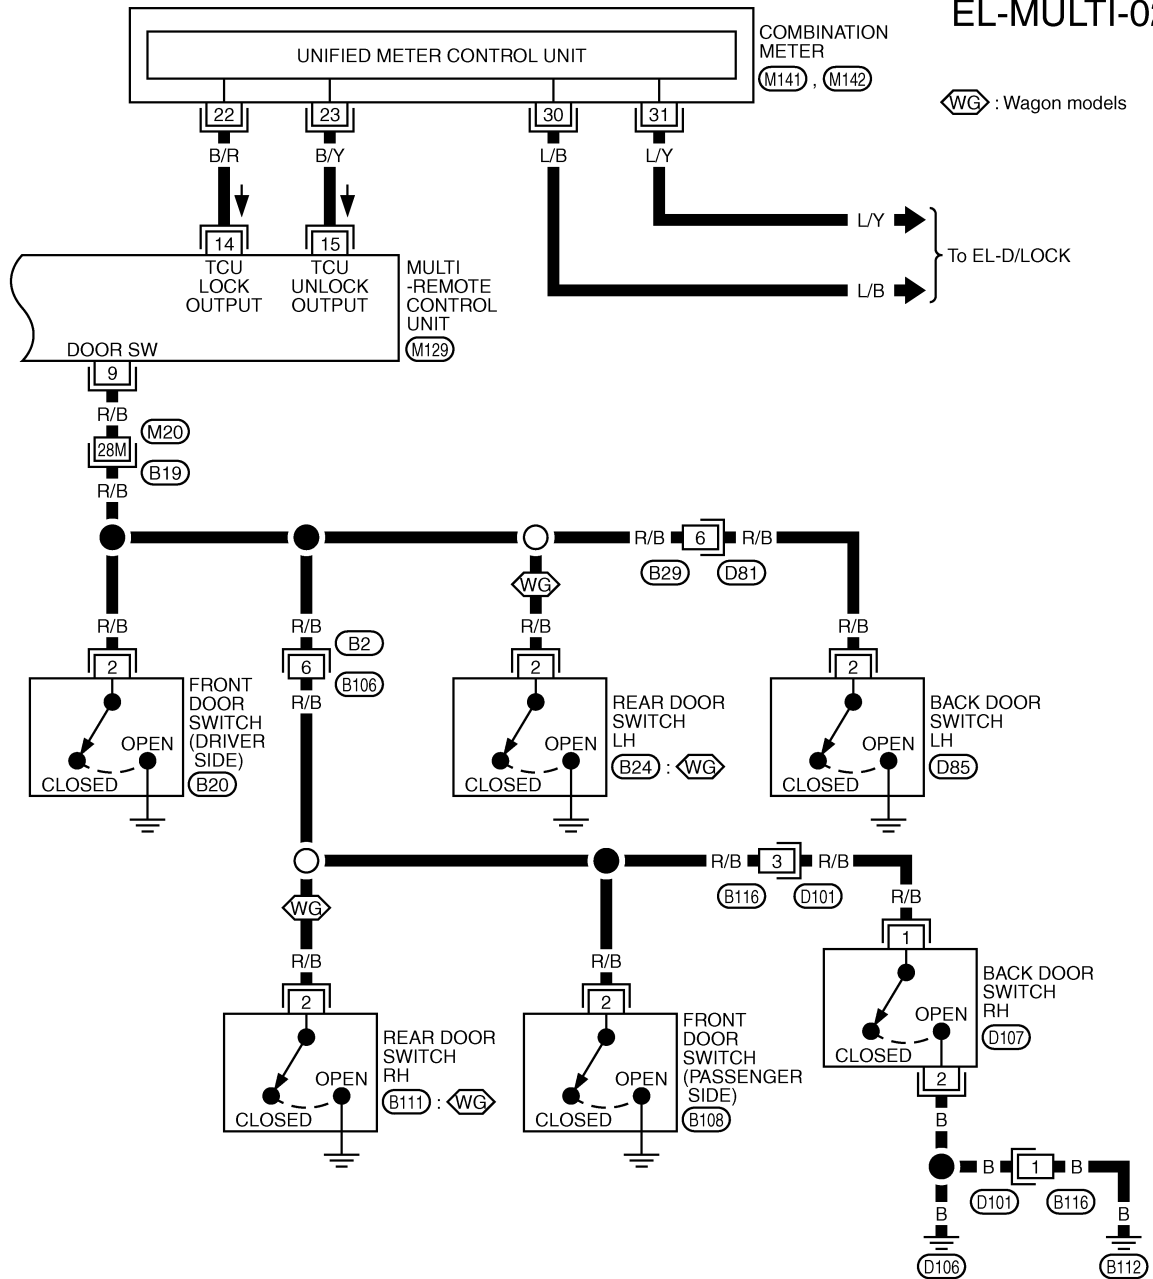 EL-MULTI-02
UNIFIED METER CONTROL UNIT
COMBINATION
METER
M141 , M142
WG : Wagon models
22 23 30 31
B/R B/Y L/B L/Y
L/Y
L/B
To EL-D/LOCK
14 15
TCU
LOCK
OUTPUT
TCU
UNLOCK
OUTPUT
MULTI
-REMOTE
CONTROL
UNIT
M129
DOOR SW
9
R/B
M20
28M
B19
R/B
R/B 6 R/B
B29 D81
WG
R/B R/B R/B R/B
B2
2 6 2 2
B106
R/B
FRONT
DOOR
SWITCH
(DRIVER
SIDE)
B20
OPEN
CLOSED
REAR DOOR
SWITCH
LH
B24 : WG
OPEN
CLOSED
BACK DOOR
SWITCH
LH
D85
OPEN
CLOSED
R/B 3 R/B
B116 D101
WG
R/B
R/B R/B
1
2 2
BACK DOOR
SWITCH
RH
D107
OPEN
CLOSED
2
REAR DOOR
SWITCH
RH
B111 : WG
OPEN
CLOSED
FRONT
DOOR
SWITCH
(PASSENGER
SIDE)
B108
OPEN
CLOSED
B
B 1 B
D101 B116
B B
D106 B112